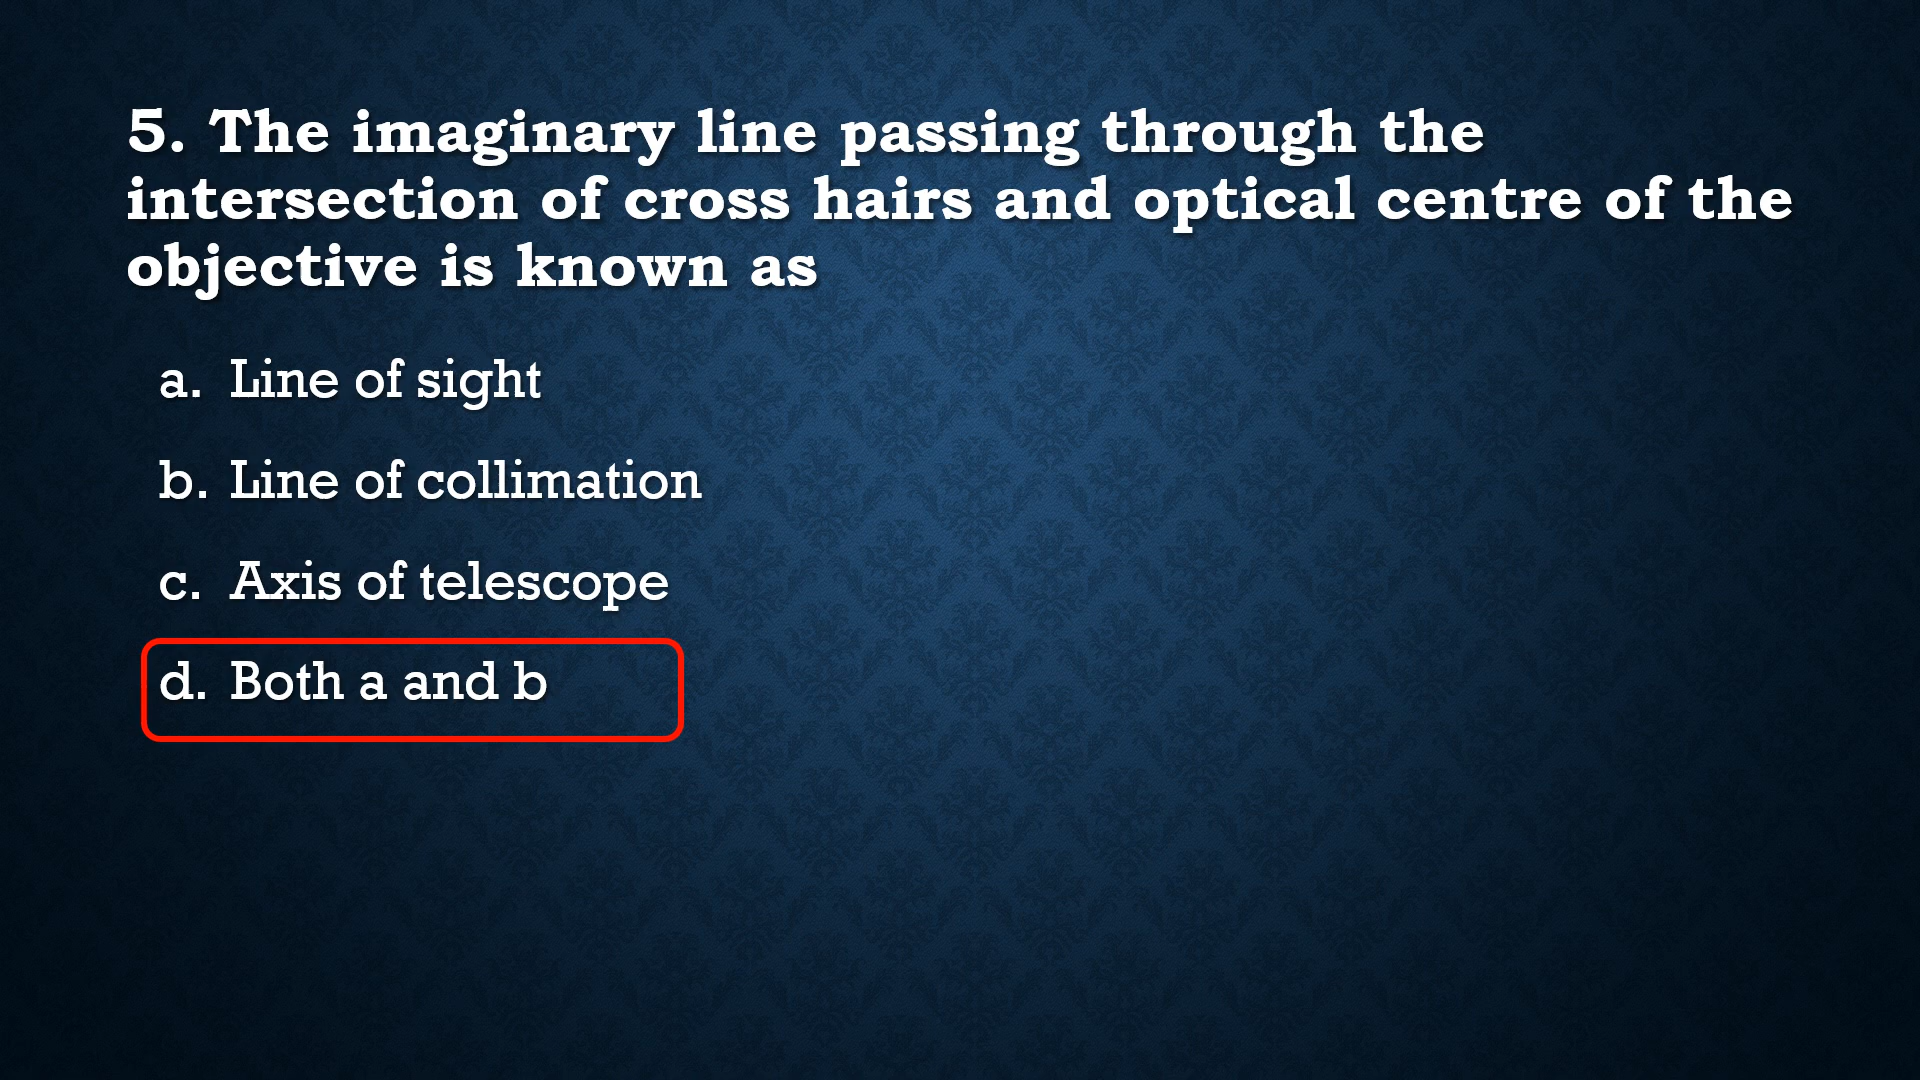 5. The imaginary line passing through the
intersection of cross hairs and optical centre of the
objective is known as
a. Line of sight
b. Line of collimation
c. Axis of telescope
d. Both a and b